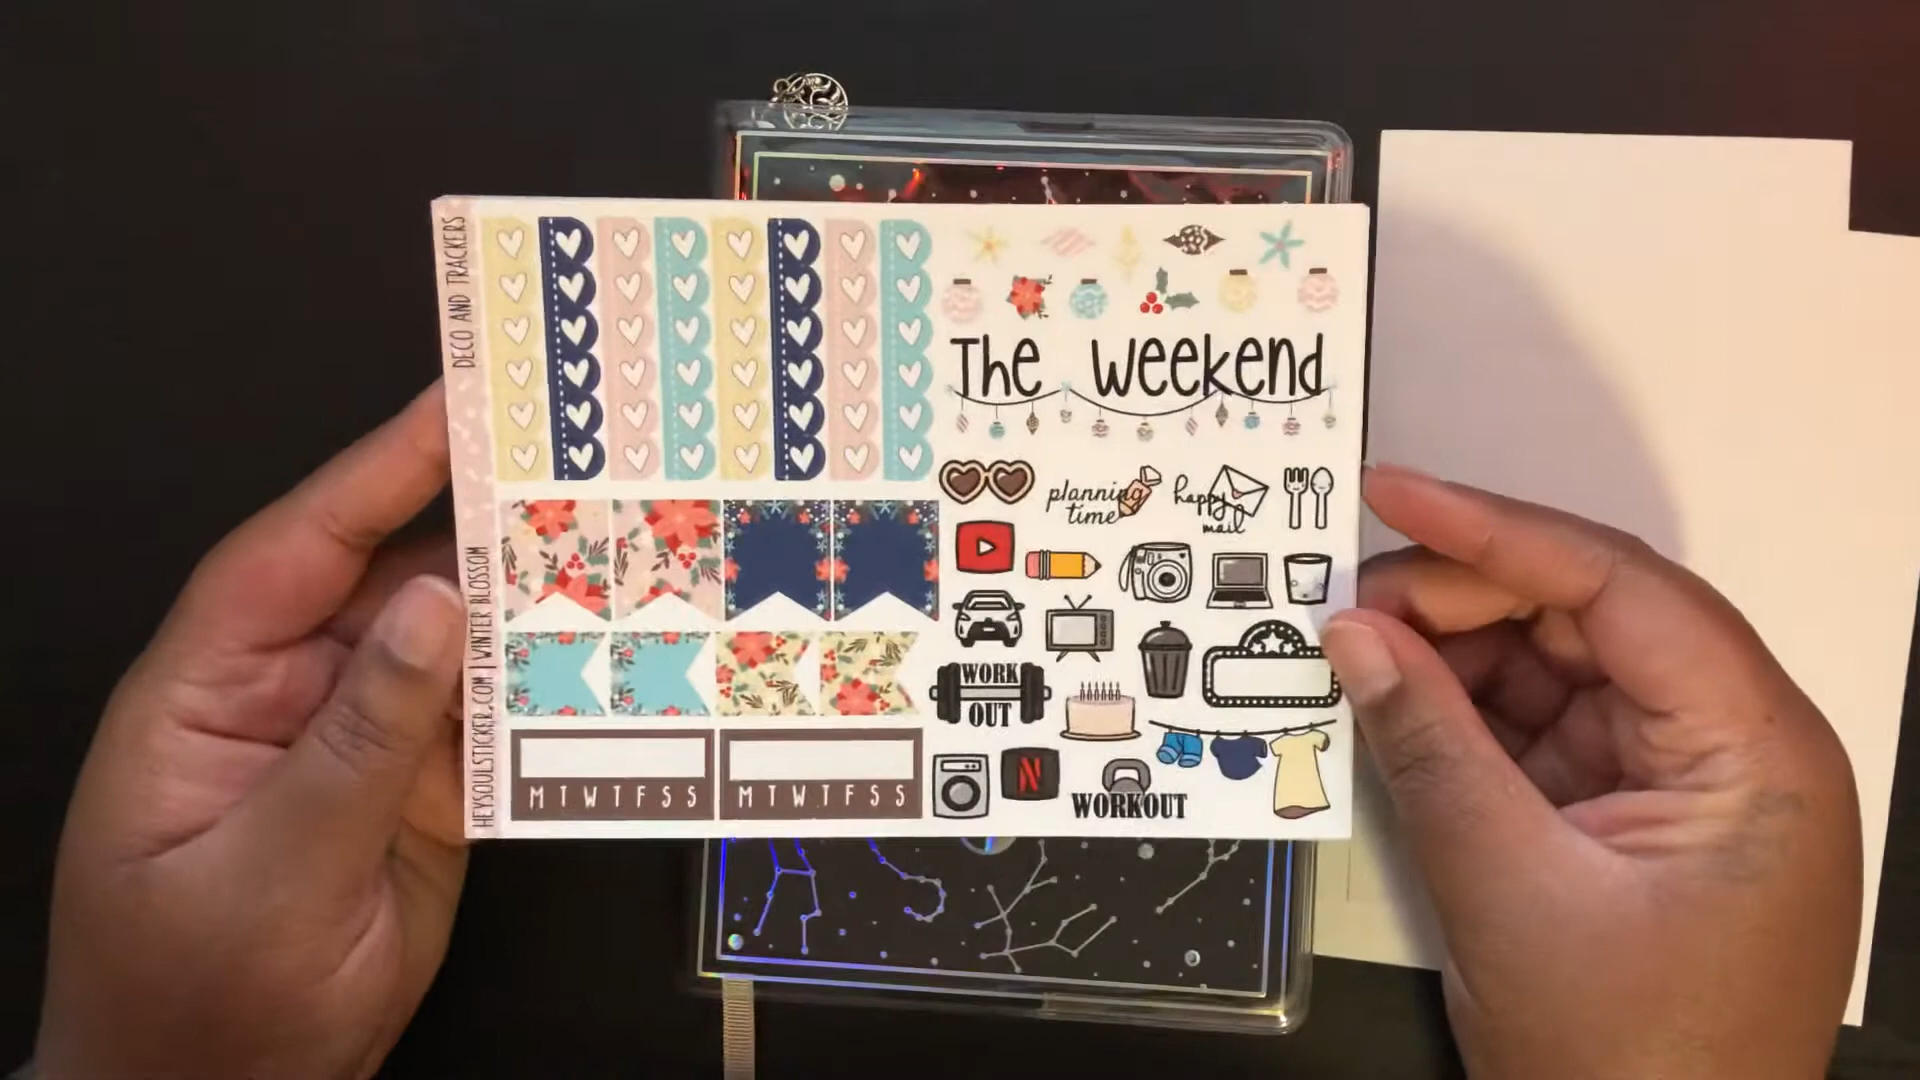 DECO AND TRACKERS
HEYSOULSTICKER.COM | WINTER BLOSSOM
The weekend
planning
time
happy
mail
WORK
OUT
N
WORKOUT
M T W T F S S
M T W T F S S